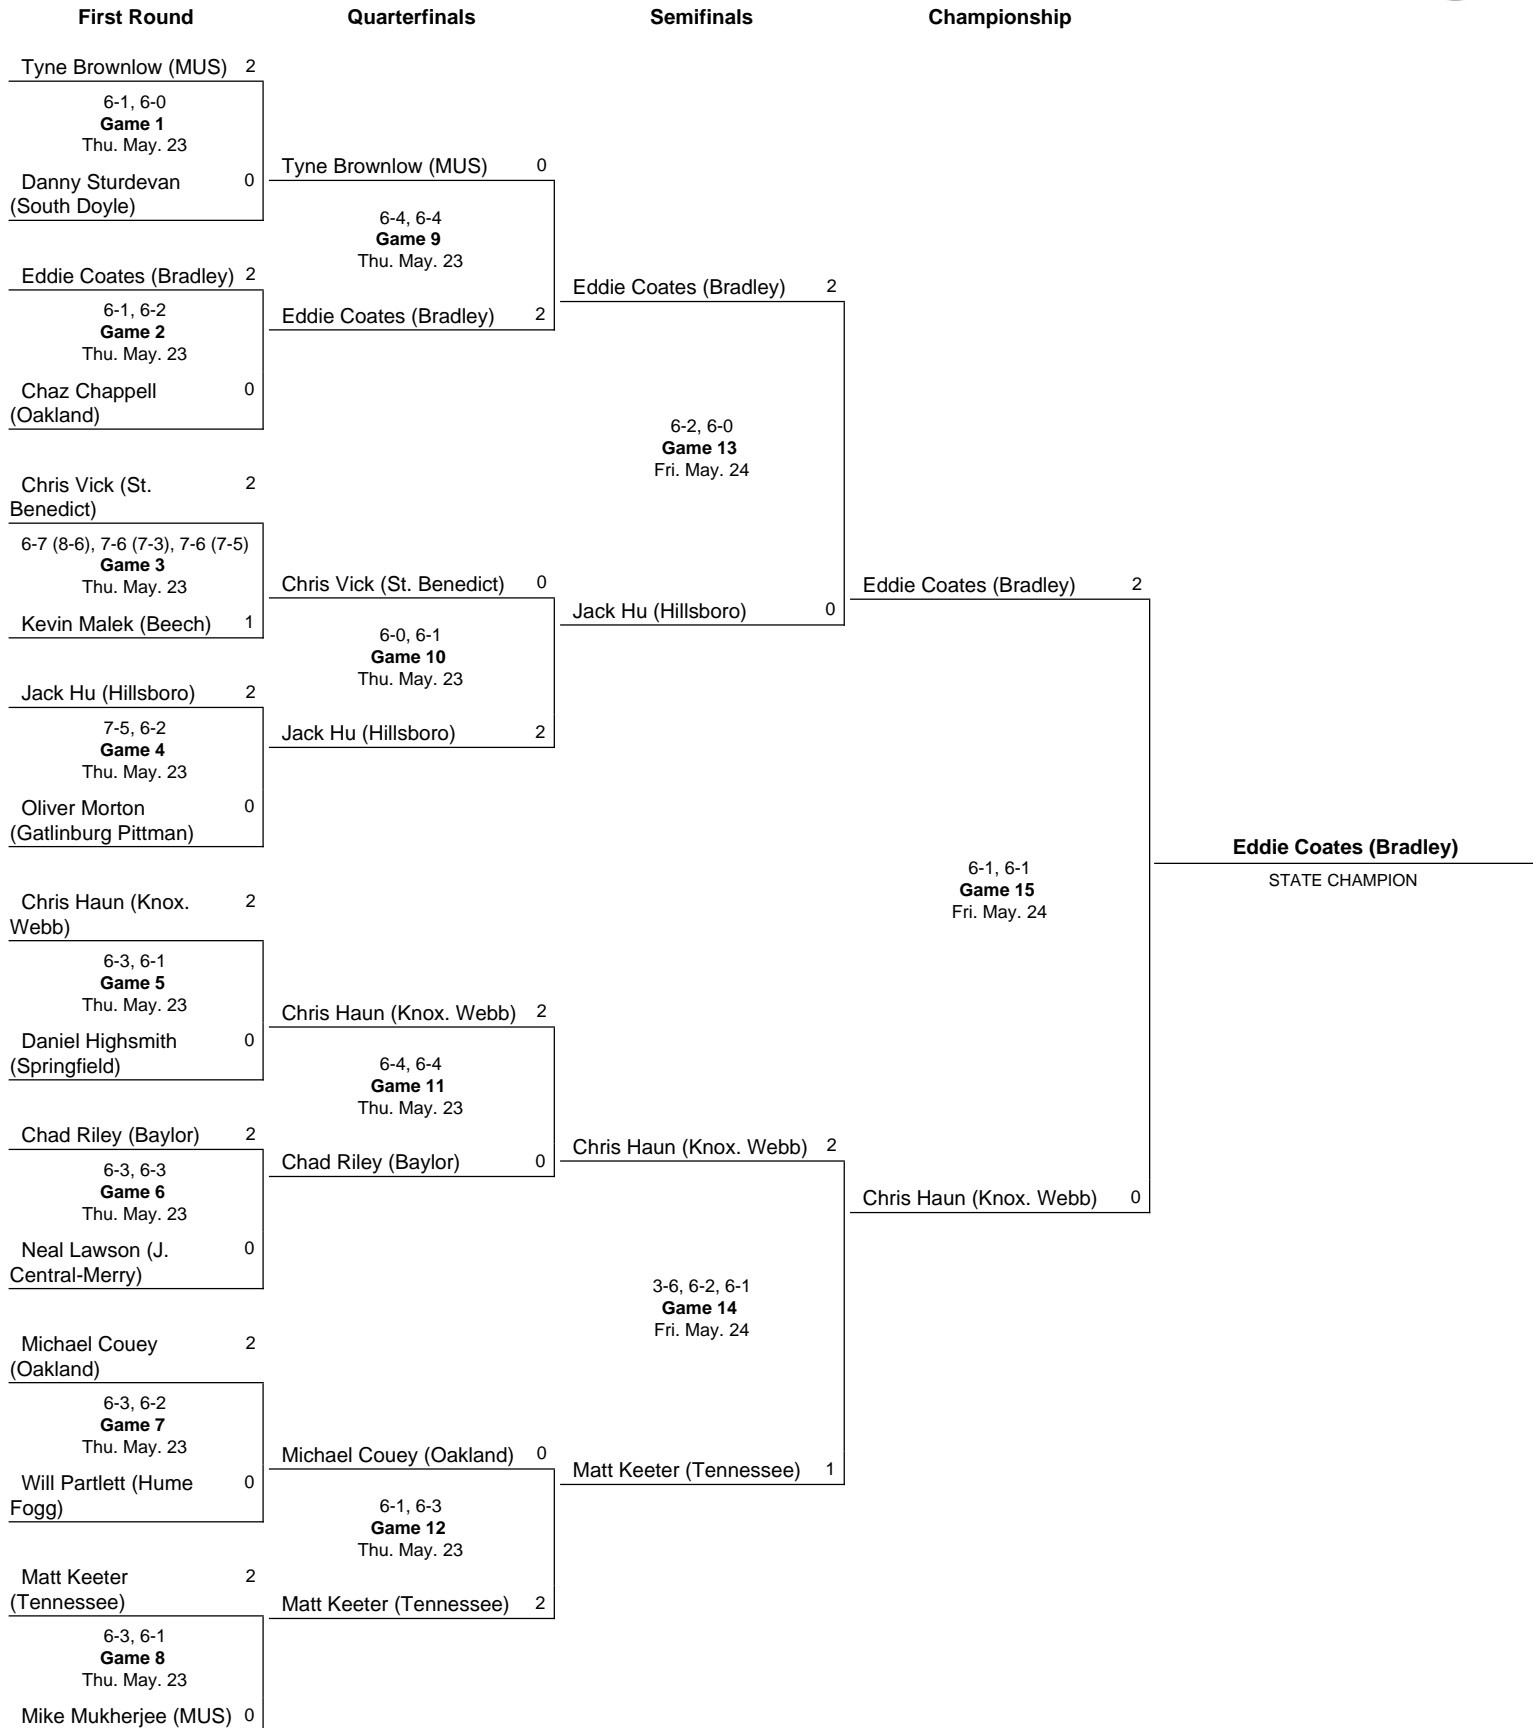 First Round
Quarterfinals
Semifinals
Championship
Tyne Brownlow (MUS) 2
6-1, 6-0
Game 1
Thu. May. 23
Danny Sturdevan 0
(South Doyle)
Eddie Coates (Bradley) 2
6-1, 6-2
Game 2
Thu. May. 23
Chaz Chappell 0
(Oakland)
Chris Vick (St. 2
Benedict)
6-7 (8-6), 7-6 (7-3), 7-6 (7-5)
Game 3
Thu. May. 23
Kevin Malek (Beech) 1
Jack Hu (Hillsboro) 2
7-5, 6-2
Game 4
Thu. May. 23
Oliver Morton 0
(Gatlinburg Pittman)
Chris Haun (Knox. 2
Webb)
6-3, 6-1
Game 5
Thu. May. 23
Daniel Highsmith 0
(Springfield)
Chad Riley (Baylor) 2
6-3, 6-3
Game 6
Thu. May. 23
Neal Lawson (J. 0
Central-Merry)
Michael Couey 2
(Oakland)
6-3, 6-2
Game 7
Thu. May. 23
Will Partlett (Hume 0
Fogg)
Matt Keeter 2
(Tennessee)
6-3, 6-1
Game 8
Thu. May. 23
Mike Mukherjee (MUS) 0
Tyne Brownlow (MUS) 0
6-4, 6-4
Game 9
Thu. May. 23
Eddie Coates (Bradley) 2
Chris Vick (St. Benedict) 0
6-0, 6-1
Game 10
Thu. May. 23
Jack Hu (Hillsboro) 2
Chris Haun (Knox. Webb) 2
6-4, 6-4
Game 11
Thu. May. 23
Chad Riley (Baylor) 0
Michael Couey (Oakland) 0
6-1, 6-3
Game 12
Thu. May. 23
Matt Keeter (Tennessee) 2
Eddie Coates (Bradley) 2
6-2, 6-0
Game 13
Fri. May. 24
Jack Hu (Hillsboro) 0
Chris Haun (Knox. Webb) 2
3-6, 6-2, 6-1
Game 14
Fri. May. 24
Matt Keeter (Tennessee) 1
Eddie Coates (Bradley) 2
6-1, 6-1
Game 15
Fri. May. 24
Chris Haun (Knox. Webb) 0
Eddie Coates (Bradley)
STATE CHAMPION